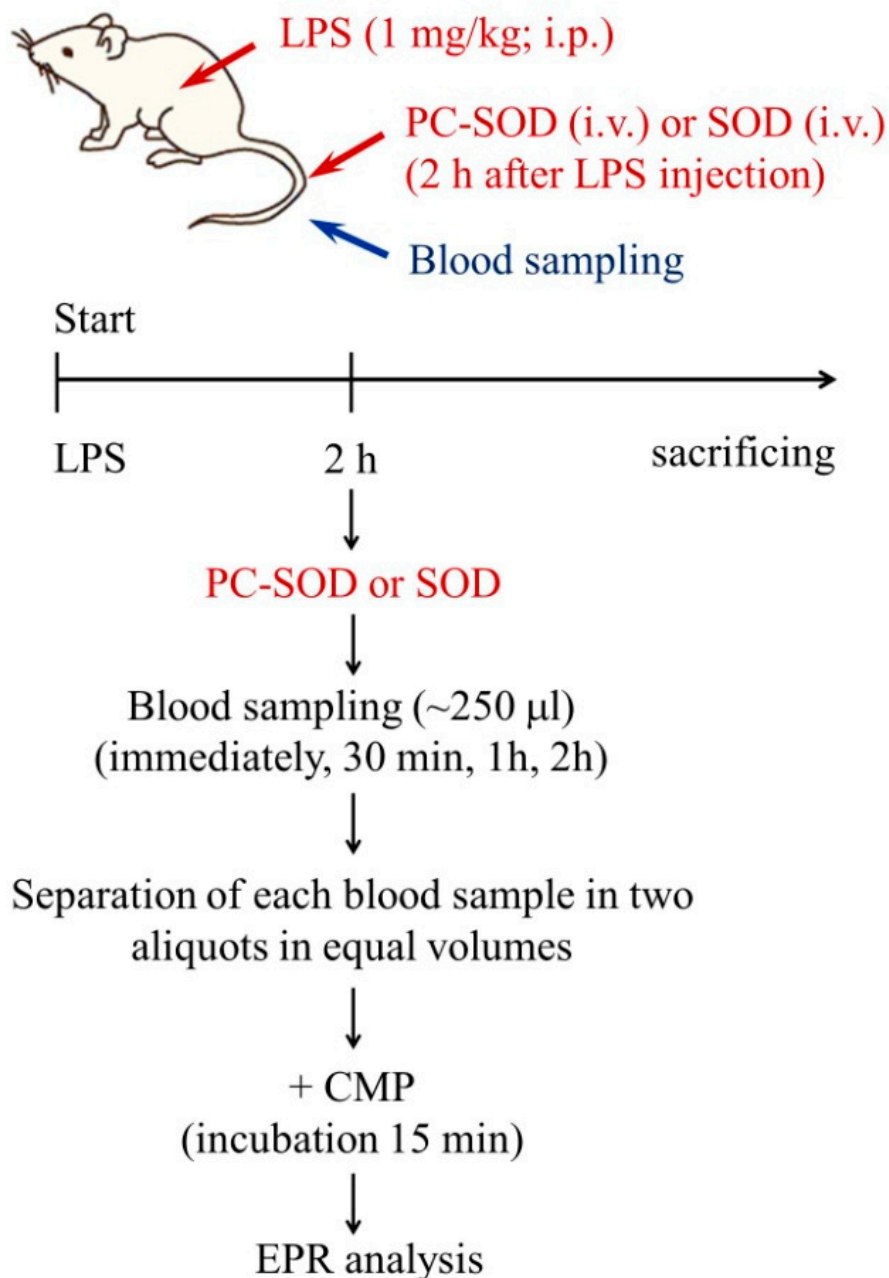 LPS (1 mg/kg; i.p.)
PC-SOD (i.v.) or SOD (i.v.)
(2 h after LPS injection)
Blood sampling
Start
LPS 2 h sacrificing
PC-SOD or SOD
Blood sampling (~250 μl)
(immediately, 30 min, 1h, 2h)
Separation of each blood sample in two
aliquots in equal volumes
+ CMP
(incubation 15 min)
EPR analysis